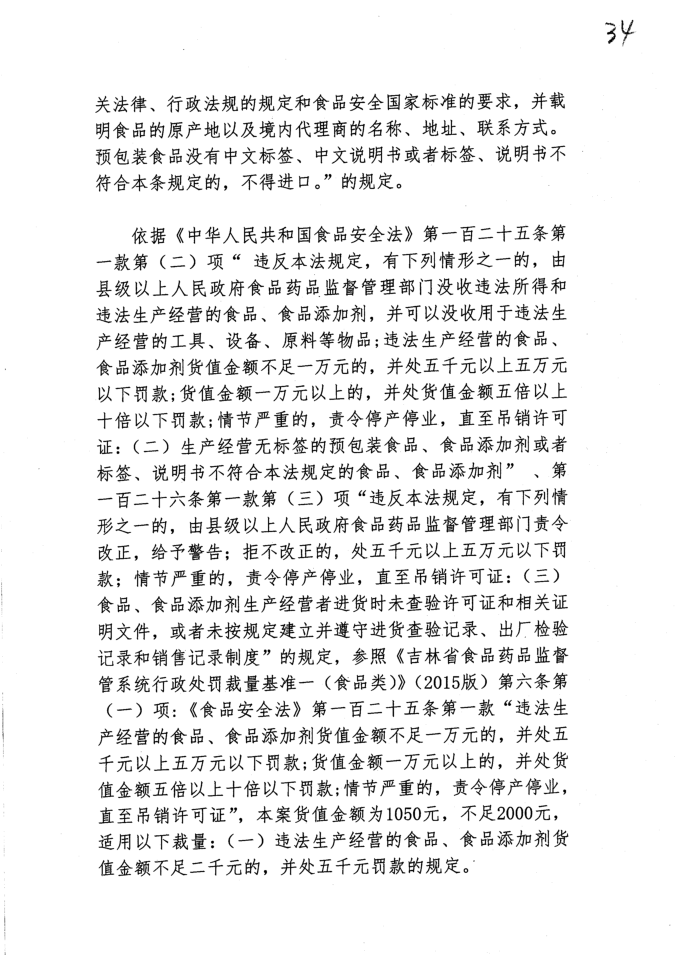 34
关法律、行政法规的规定和食品安全国家标准的要求，并载
明食品的原产地以及境内代理商的名称、地址、联系方式。
预包装食品没有中文标签、中文说明书或者标签、说明书不
符合本条规定的，不得进口。”的规定。
依据《中华人民共和国食品安全法》第一百二十五条第
一款第（二）项“ 违反本法规定，有下列情形之一的，由
县级以上人民政府食品药品监督管理部门没收违法所得和
违法生产经营的食品、食品添加剂，并可以没收用于违法生
产经营的工具、设备、原料等物品;违法生产经营的食品、
食品添加剂货值金额不足一万元的，并处五千元以上五万元
以下罚款;货值金额一万元以上的，并处货值金额五倍以上
十倍以下罚款;情节严重的，责令停产停业，直至吊销许可
证:（二）生产经营无标签的预包装食品、食品添加剂或者
标签、说明书不符合本法规定的食品、食品添加剂” 、第
一百二十六条第一款第（三）项“违反本法规定，有下列情
形之一的，由县级以上人民政府食品药品监督管理部门责令
改正，给予警告；拒不改正的，处五千元以上五万元以下罚
款；情节严重的，责令停产停业，直至吊销许可证:（三）
食品、食品添加剂生产经营者进货时未查验许可证和相关证
明文件，或者未按规定建立并遵守进货查验记录、出厂检验
记录和销售记录制度”的规定，参照《吉林省食品药品监督
管系统行政处罚裁量基准一（食品类）》（2015版）第六条第
（一）项:《食品安全法》第一百二十五条第一款“违法生
产经营的食品、食品添加剂货值金额不足一万元的，并处五
千元以上五万元以下罚款;货值金额一万元以上的，并处货
值金额五倍以上十倍以下罚款;情节严重的，责令停产停业，
直至吊销许可证”，本案货值金额为1050元，不足2000元，
适用以下裁量:（一）违法生产经营的食品、食品添加剂货
值金额不足二千元的，并处五千元罚款的规定。